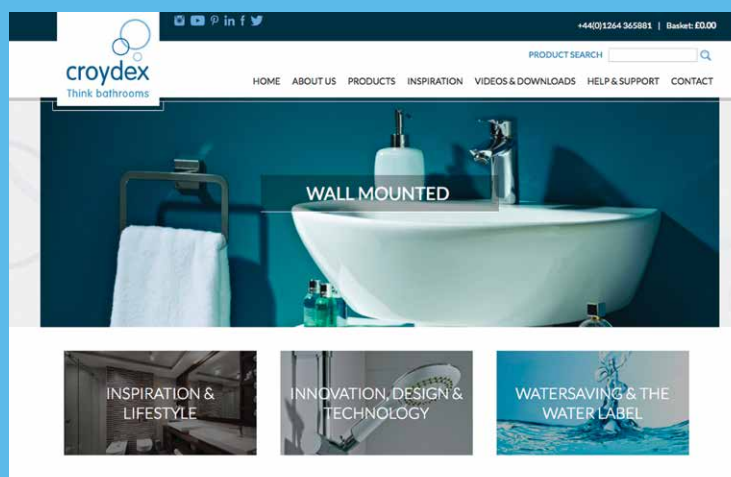 +44(0)1264 365881 | Basket: £0.00
croydex
Think bathrooms
PRODUCT SEARCH
HOME ABOUT US PRODUCTS INSPIRATION VIDEOS & DOWNLOADS HELP & SUPPORT CONTACT
WALL MOUNTED
INSPIRATION &
LIFESTYLE
INNOVATION, DESIGN &
TECHNOLOGY
WATERSAVING & THE
WATER LABEL